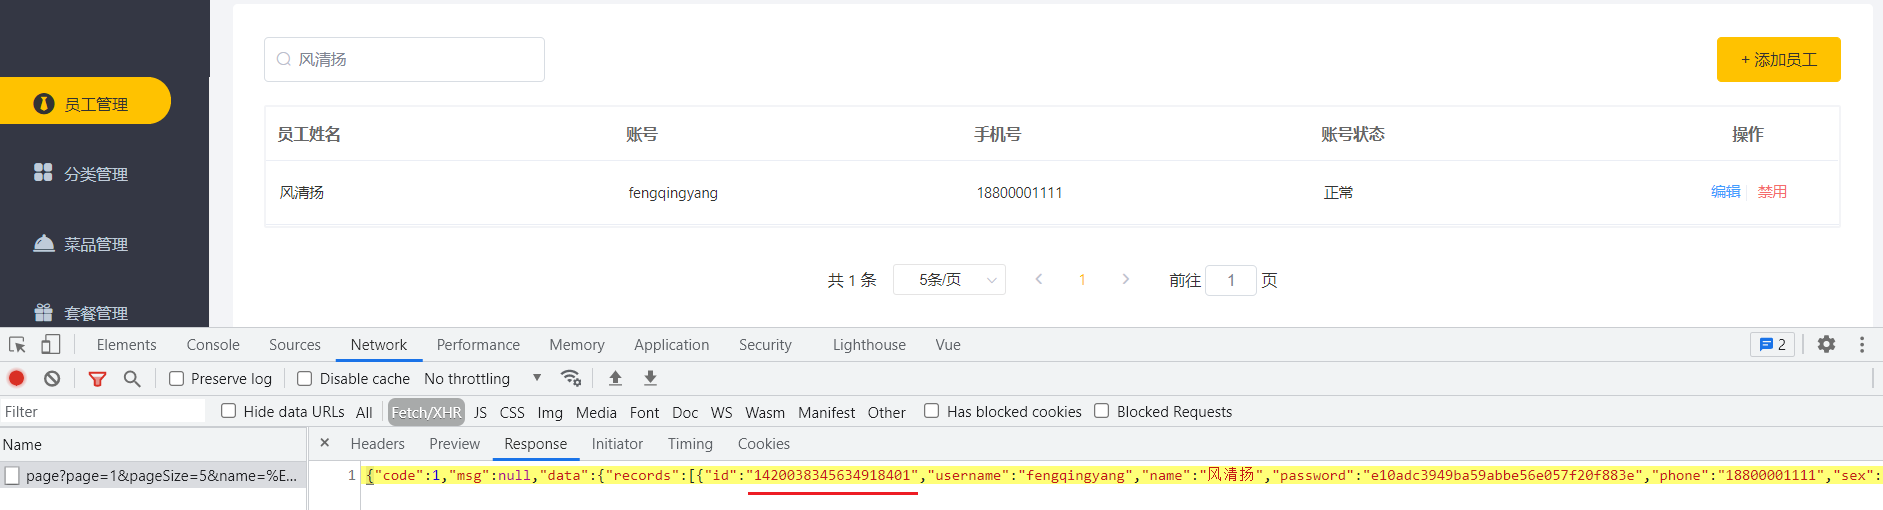 风清扬
+ 添加员工
员工管理
分类管理
菜品管理
套餐管理
员工姓名 账号 手机号 账号状态 操作
风清扬 fengqingyang 18800001111 正常 编辑 禁用
共 1 条 5条/页 1 前往 1 页
Elements Console Sources Network Performance Memory Application Security Lighthouse Vue 2
Preserve log Disable cache No throttling
Filter Hide data URLs All Fetch/XHR JS CSS Img Media Font Doc WS Wasm Manifest Other Has blocked cookies Blocked Requests
Name × Headers Preview Response Initiator Timing Cookies
page?page=1&pageSize=5&name=%E...
1 {"code":1,"msg":null,"data":{"records":[{"id":"1420038345634918401","username":"fengqingyang","name":"风清扬","password":"e10adc3949ba59abbe56e057f20f883e","phone":"18800001111","sex":